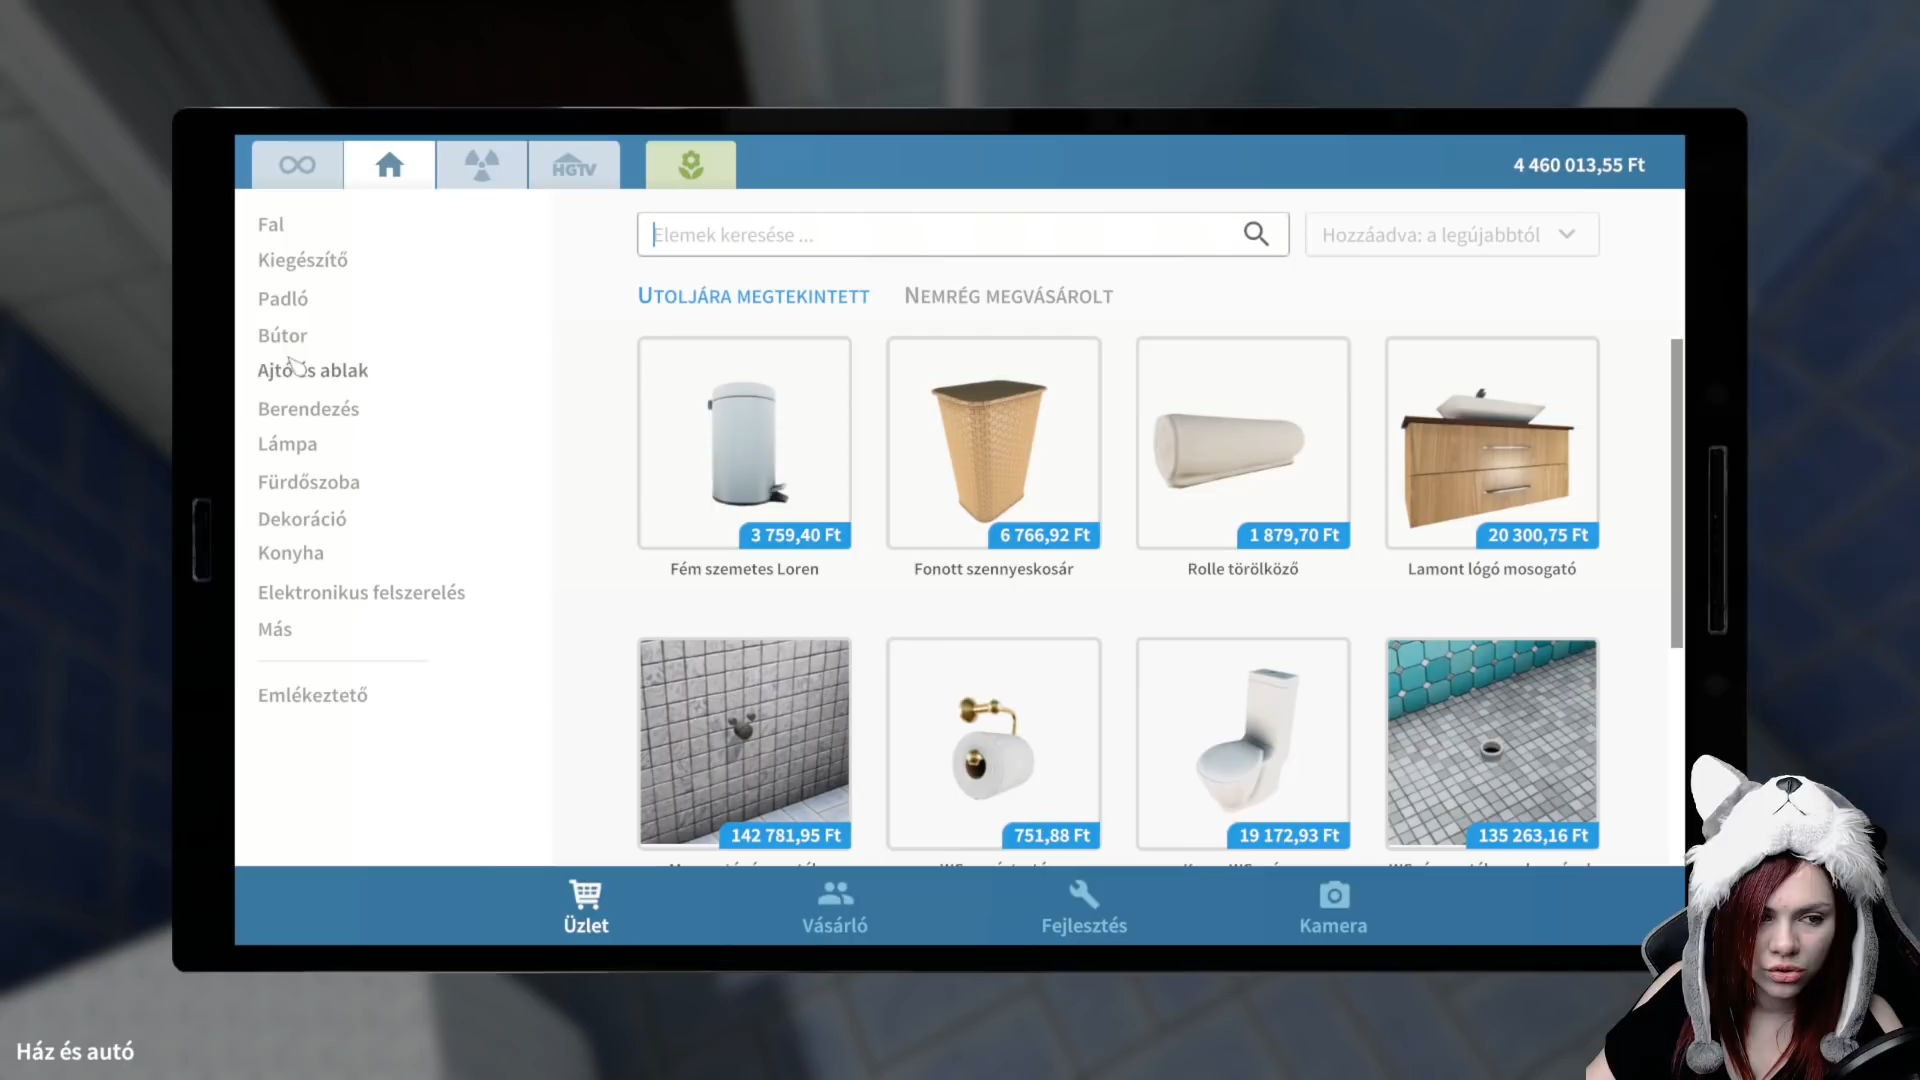 HGTV
4 460 013,55 Ft
Fal
Kiegészítő
Padló
Bútor
Ajtó és ablak
Berendezés
Lámpa
Fürdőszoba
Dekoráció
Konyha
Elektronikus felszerelés
Más
Emlékeztető
Elemek keresése ...
Hozzáadva: a legújabbtól
UTOLJÁRA MEGTEKINTETT
NEMRÉG MEGVÁSÁROLT
3 759,40 Ft
6 766,92 Ft
1 879,70 Ft
20 300,75 Ft
Fém szemetes Loren
Fonott szennyeskosár
Rolle törölköző
Lamont lógó mosogató
142 781,95 Ft
751,88 Ft
19 172,93 Ft
135 263,16 Ft
Üzlet
Vásárló
Fejlesztés
Kamera
Ház és autó